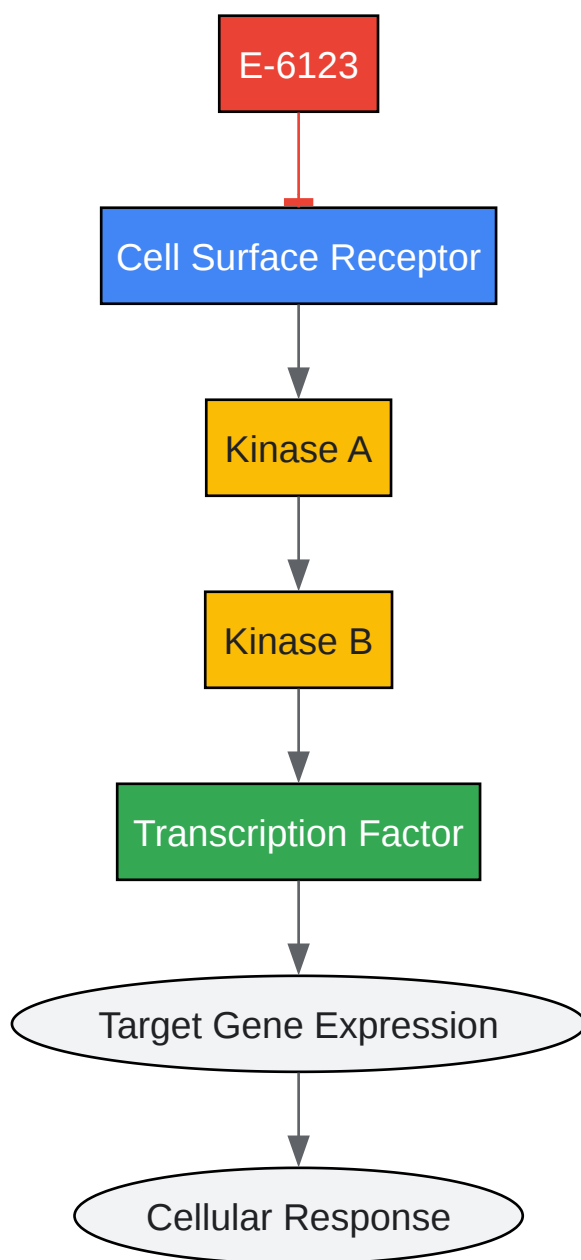 E-6123
Cell Surface Receptor
Kinase A
Kinase B
Transcription Factor
Target Gene Expression
Cellular Response